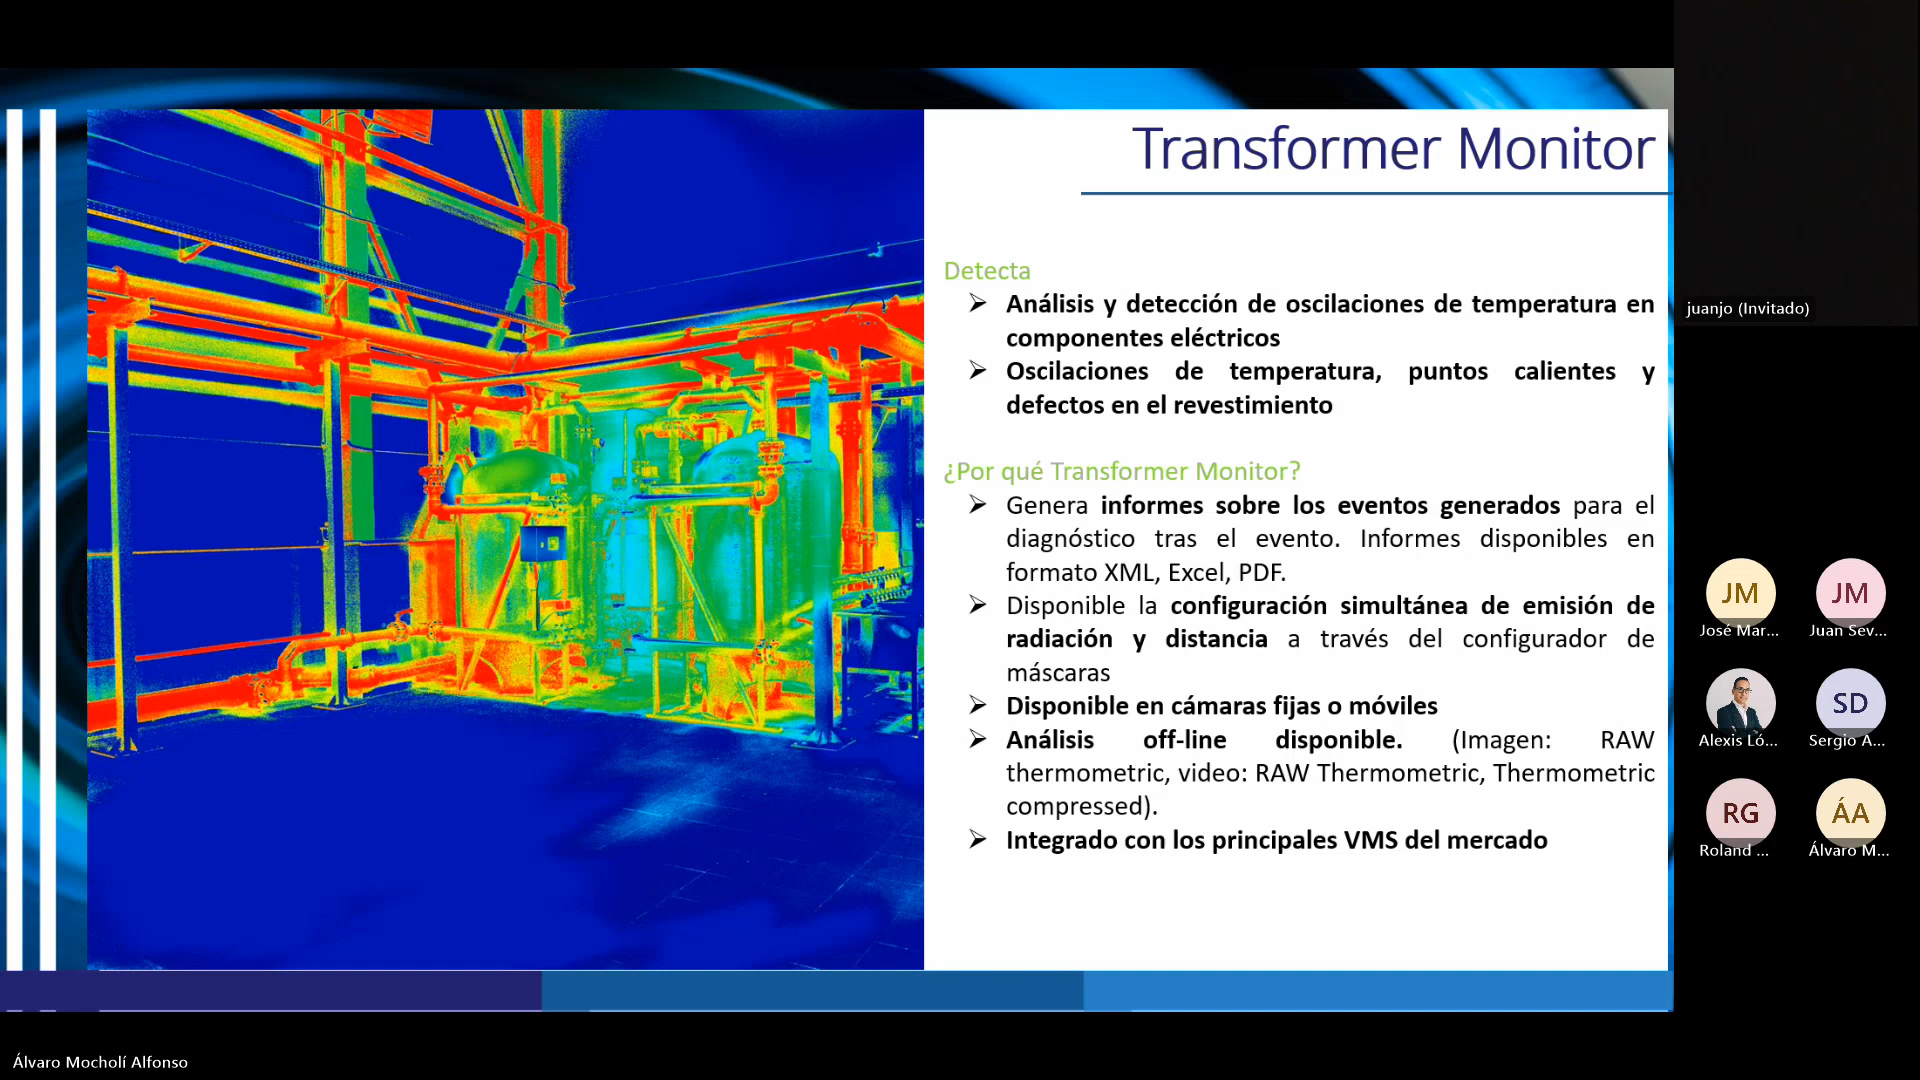 Transformer Monitor
Detecta
➢ Análisis y detección de oscilaciones de temperatura en
componentes eléctricos
➢ Oscilaciones de temperatura, puntos calientes y
defectos en el revestimiento
¿Por qué Transformer Monitor?
➢ Genera informes sobre los eventos generados para el
diagnóstico tras el evento. Informes disponibles en
formato XML, Excel, PDF.
➢ Disponible la configuración simultánea de emisión de
radiación y distancia a través del configurador de
máscaras
➢ Disponible en cámaras fijas o móviles
➢ Análisis off-line disponible. (Imagen: RAW
thermometric, video: RAW Thermometric, Thermometric
compressed).
➢ Integrado con los principales VMS del mercado
juanjo (Invitado)
JM
José Mar...
JM
Juan Sev...
Alexis Ló...
SD
Sergio A...
RG
Roland ...
ÁA
Álvaro M...
Álvaro Mocholí Alfonso